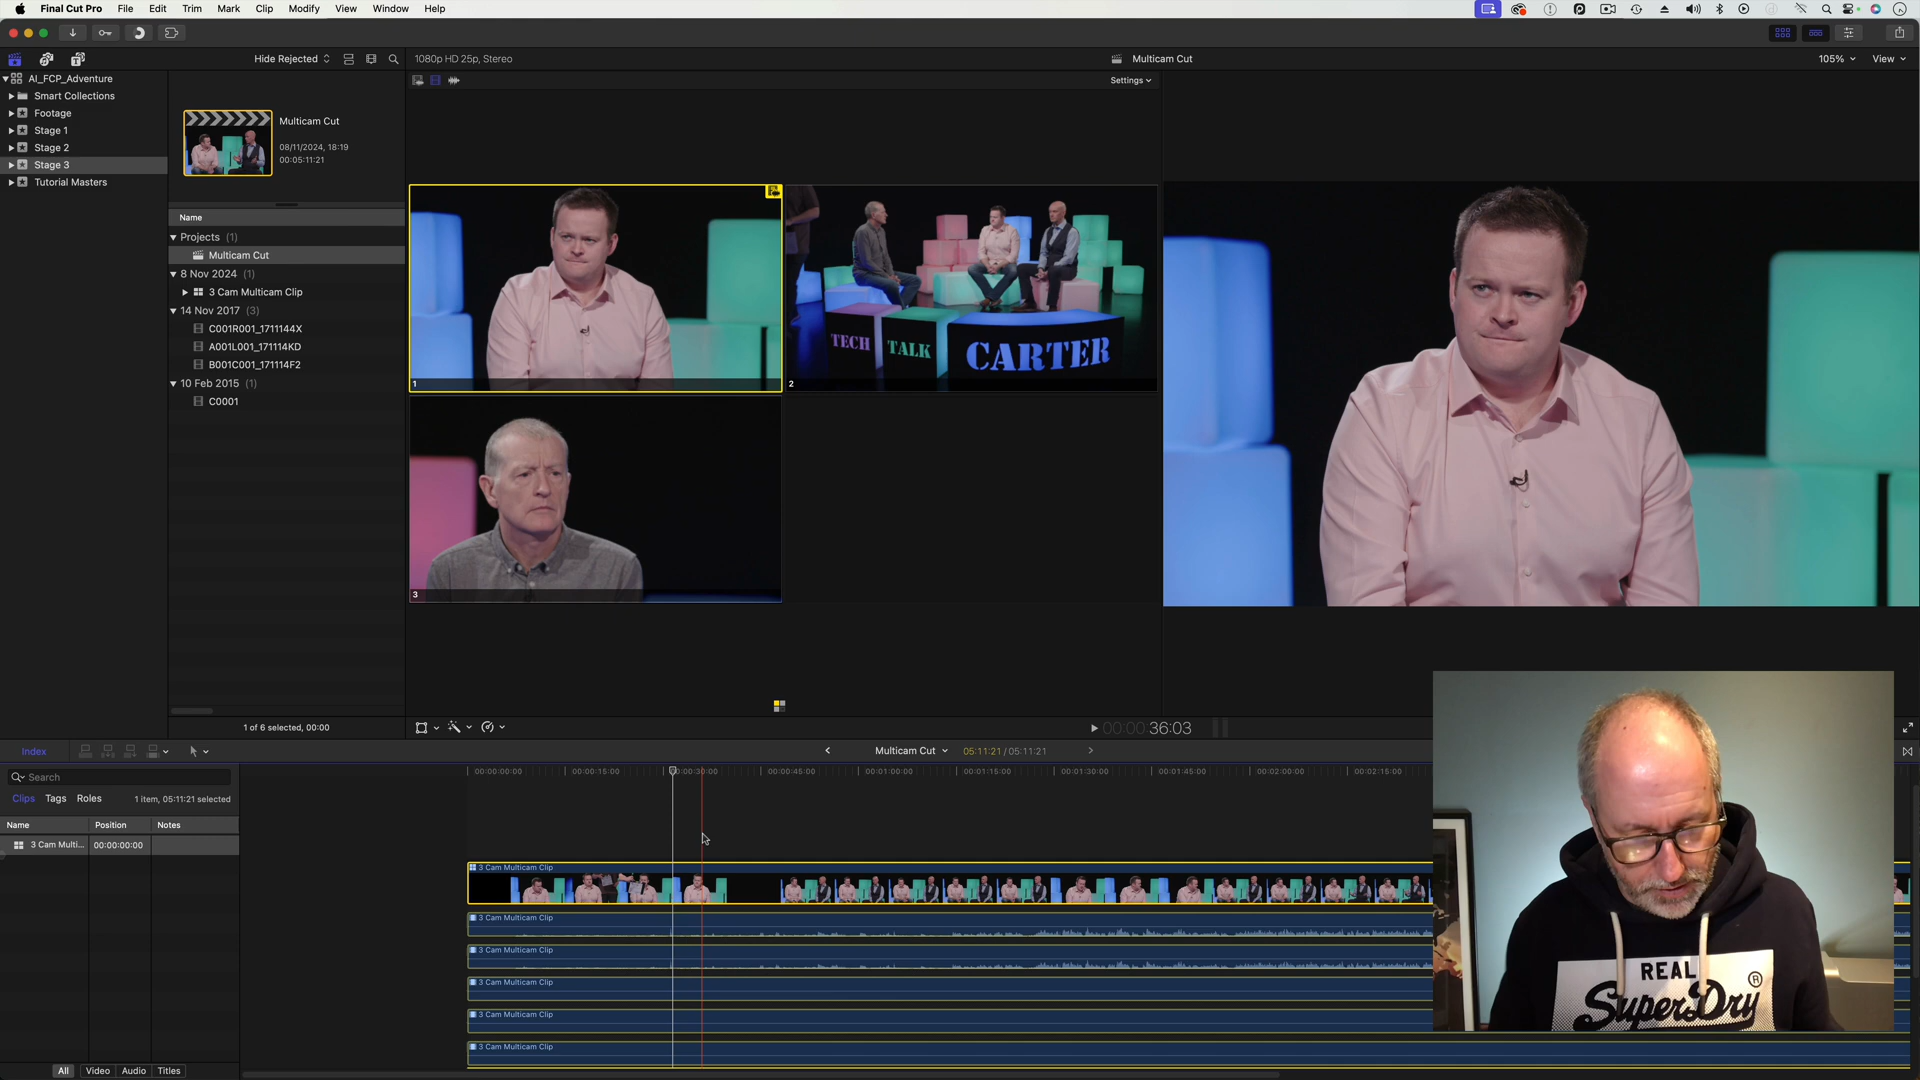 Final Cut Pro File Edit Trim Mark Clip Modify View Window Help
Hide Rejected
1080p HD 25p, Stereo
Multicam Cut
105%
View
Settings
AI_FCP_Adventure
Smart Collections
Footage
Stage 1
Stage 2
Stage 3
Tutorial Masters
Multicam Cut
08/11/2024, 18:19
00:05:11:21
Name
Projects (1)
Multicam Cut
8 Nov 2024 (1)
3 Cam Multicam Clip
14 Nov 2017 (3)
C001R001_1711144X
A001L001_171114KD
B001C001_171114F2
10 Feb 2015 (1)
C0001
1 of 6 selected, 00:00
1
2
3
TECH TALK CARTER
00:00:36:03
Index
Multicam Cut
05:11:21 / 05:11:21
Search
Clips Tags Roles
1 item, 05:11:21 selected
Name Position Notes
3 Cam Multi... 00:00:00:00
00:00:00:00 00:00:15:00 00:00:30:00 00:00:45:00 00:01:00:00 00:01:15:00 00:01:30:00 00:01:45:00 00:02:00:00 00:02:15:00
3 Cam Multicam Clip
3 Cam Multicam Clip
3 Cam Multicam Clip
3 Cam Multicam Clip
3 Cam Multicam Clip
3 Cam Multicam Clip
All Video Audio Titles
REAL
SuperDry
®